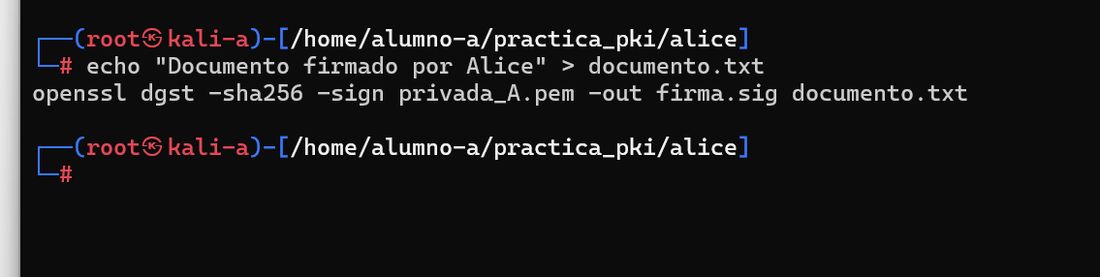 ┌──(root㉿kali-a)-[/home/alumno-a/practica_pki/alice]
└─# echo "Documento firmado por Alice" > documento.txt
openssl dgst -sha256 -sign privada_A.pem -out firma.sig documento.txt
┌──(root㉿kali-a)-[/home/alumno-a/practica_pki/alice]
└─#